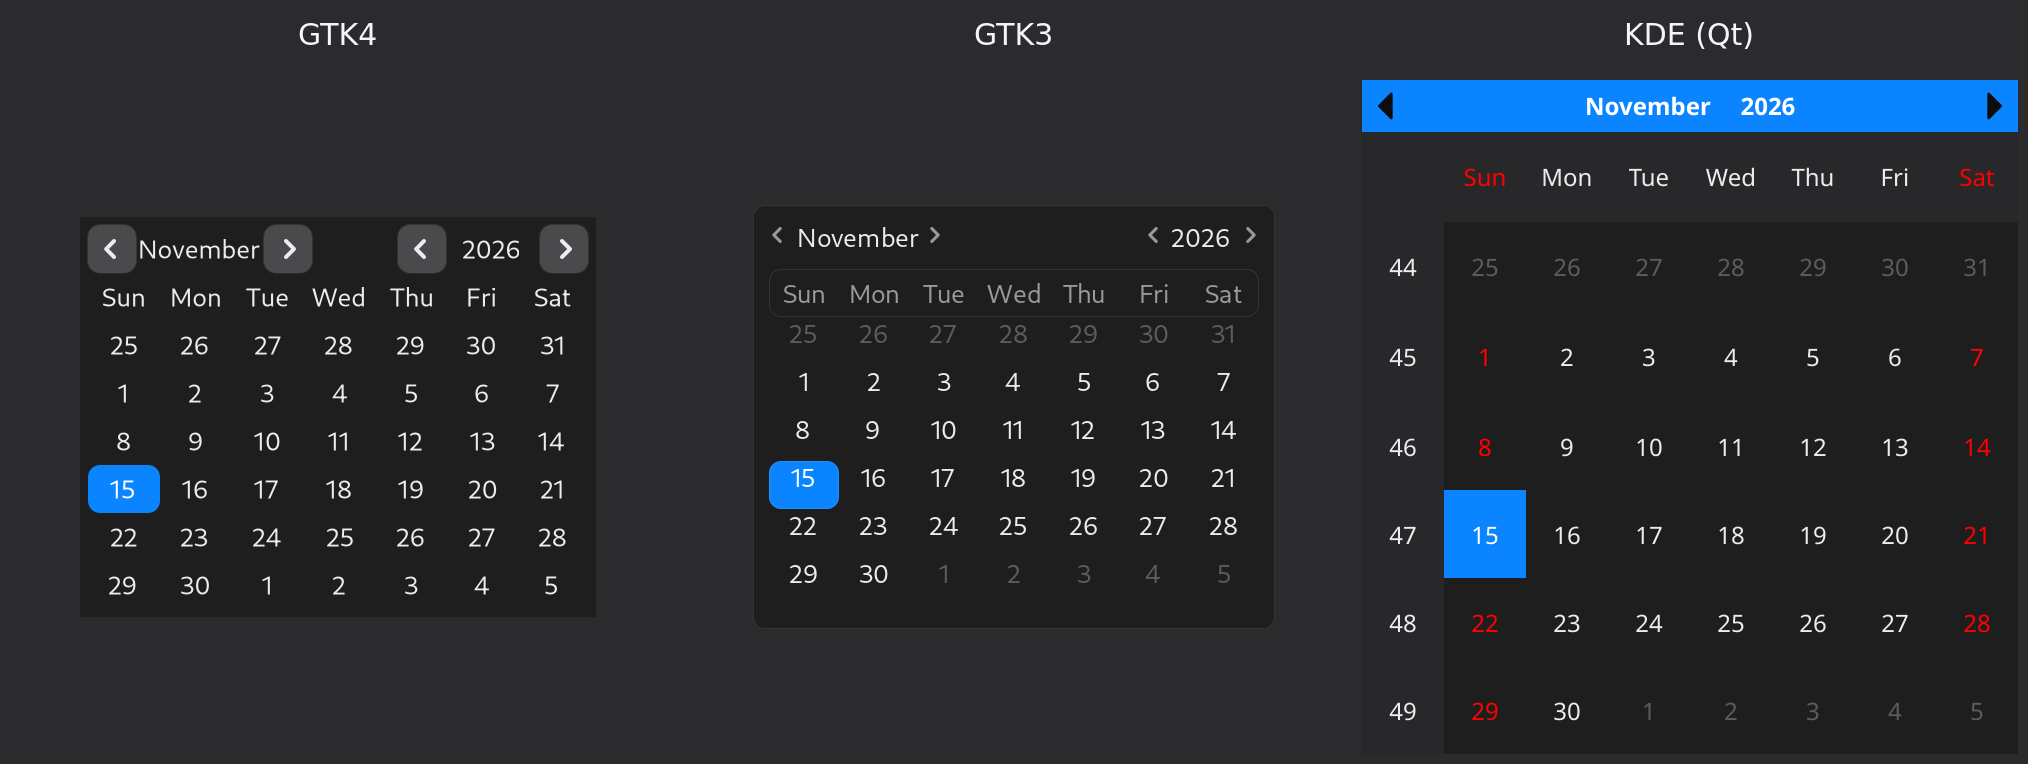 GTK4
November 2026
Sun Mon Tue Wed Thu Fri Sat
25 26 27 28 29 30 31
1 2 3 4 5 6 7
8 9 10 11 12 13 14
15 16 17 18 19 20 21
22 23 24 25 26 27 28
29 30 1 2 3 4 5
GTK3
November 2026
Sun Mon Tue Wed Thu Fri Sat
25 26 27 28 29 30 31
1 2 3 4 5 6 7
8 9 10 11 12 13 14
15 16 17 18 19 20 21
22 23 24 25 26 27 28
29 30 1 2 3 4 5
KDE (Qt)
November 2026
Sun Mon Tue Wed Thu Fri Sat
44 25 26 27 28 29 30 31
45 1 2 3 4 5 6 7
46 8 9 10 11 12 13 14
47 15 16 17 18 19 20 21
48 22 23 24 25 26 27 28
49 29 30 1 2 3 4 5